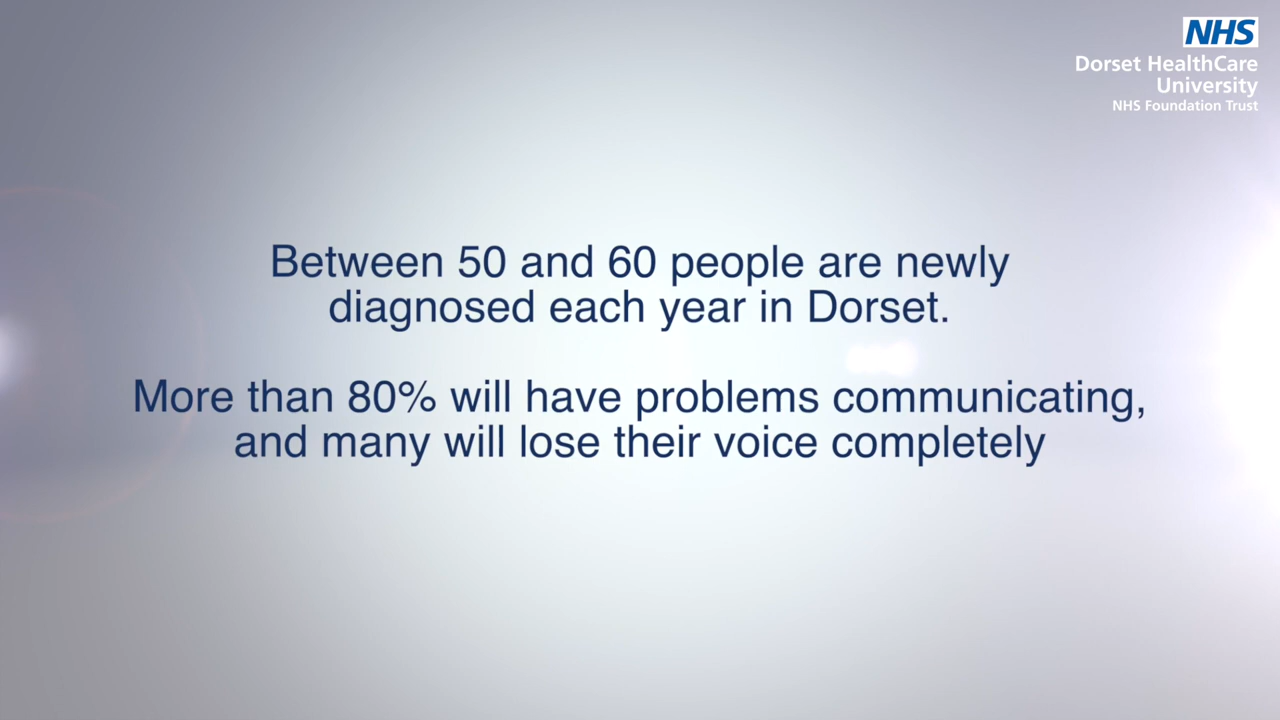 NHS
Dorset HealthCare
University
NHS Foundation Trust
Between 50 and 60 people are newly
diagnosed each year in Dorset.
More than 80% will have problems communicating,
and many will lose their voice completely